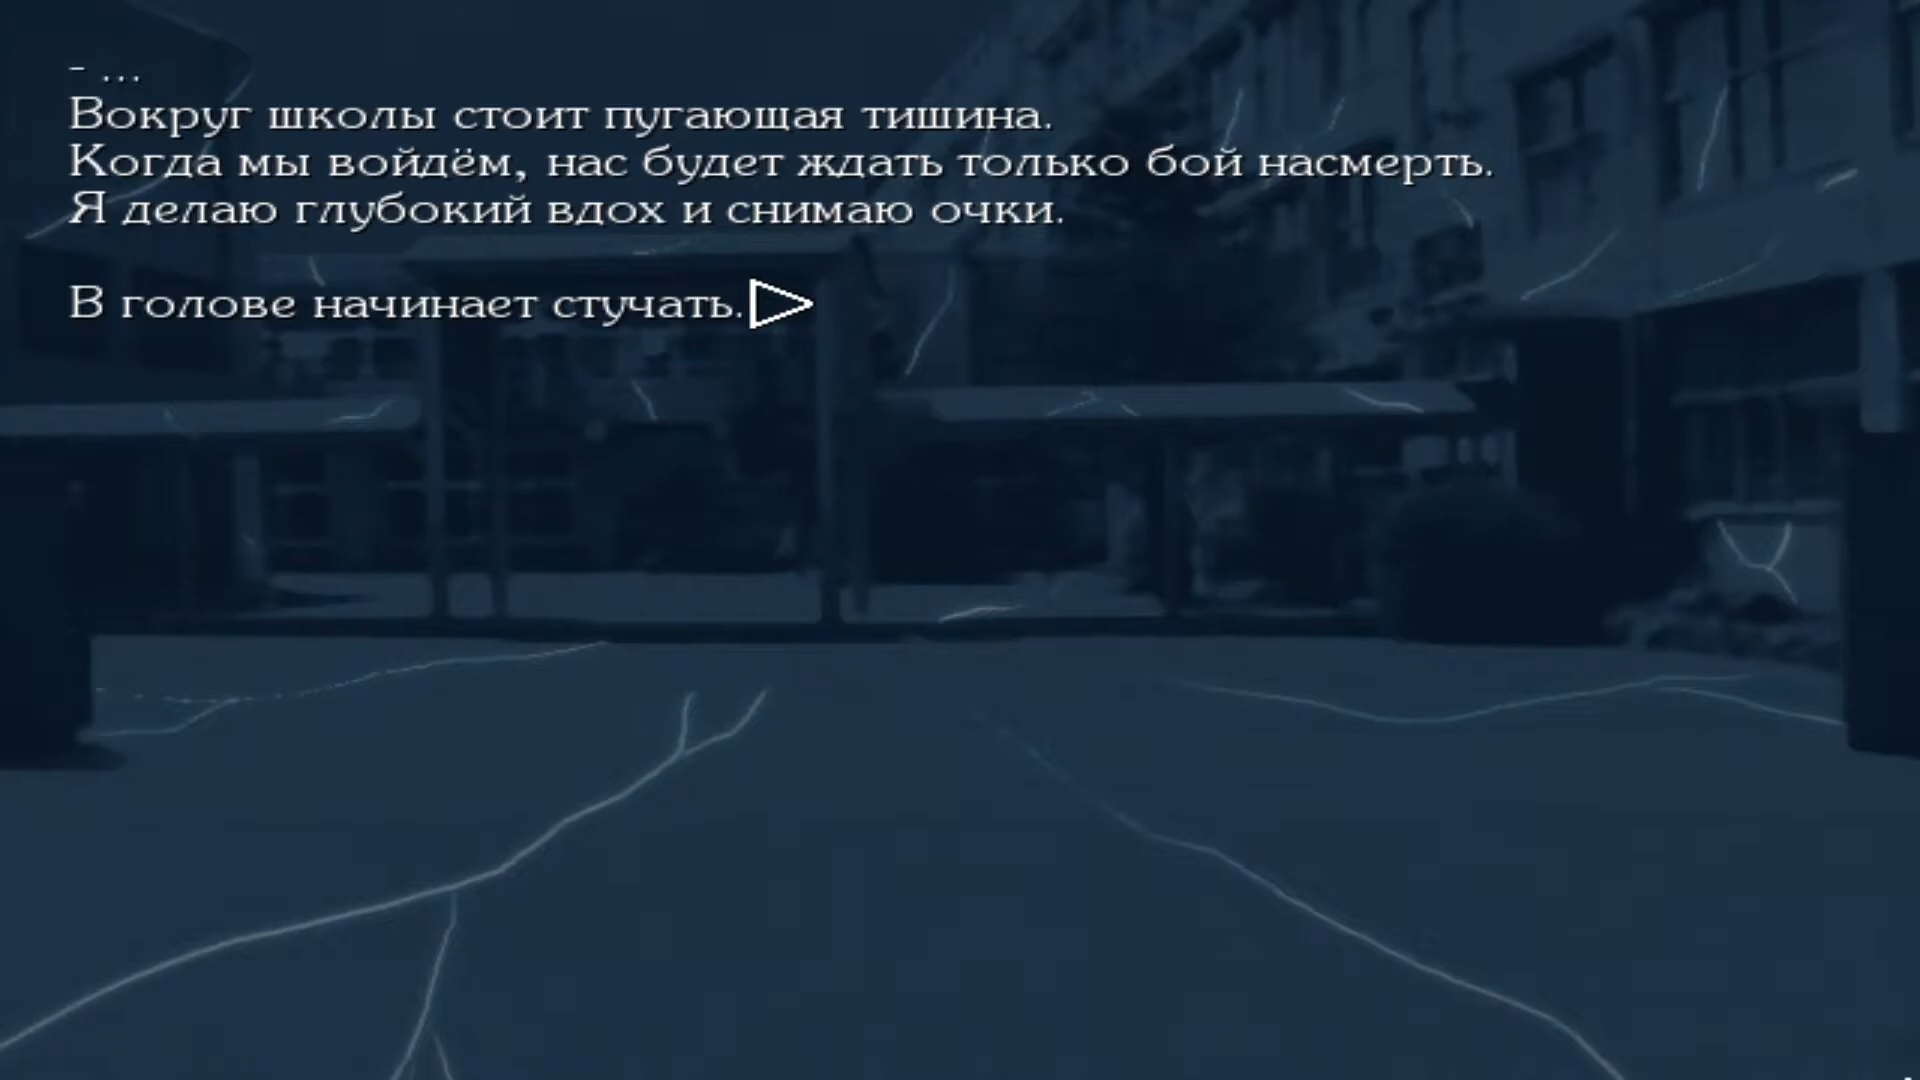 - ...
Вокруг школы стоит пугающая тишина.
Когда мы войдём, нас будет ждать только бой насмерть.
Я делаю глубокий вдох и снимаю очки.
В голове начинает стучать.